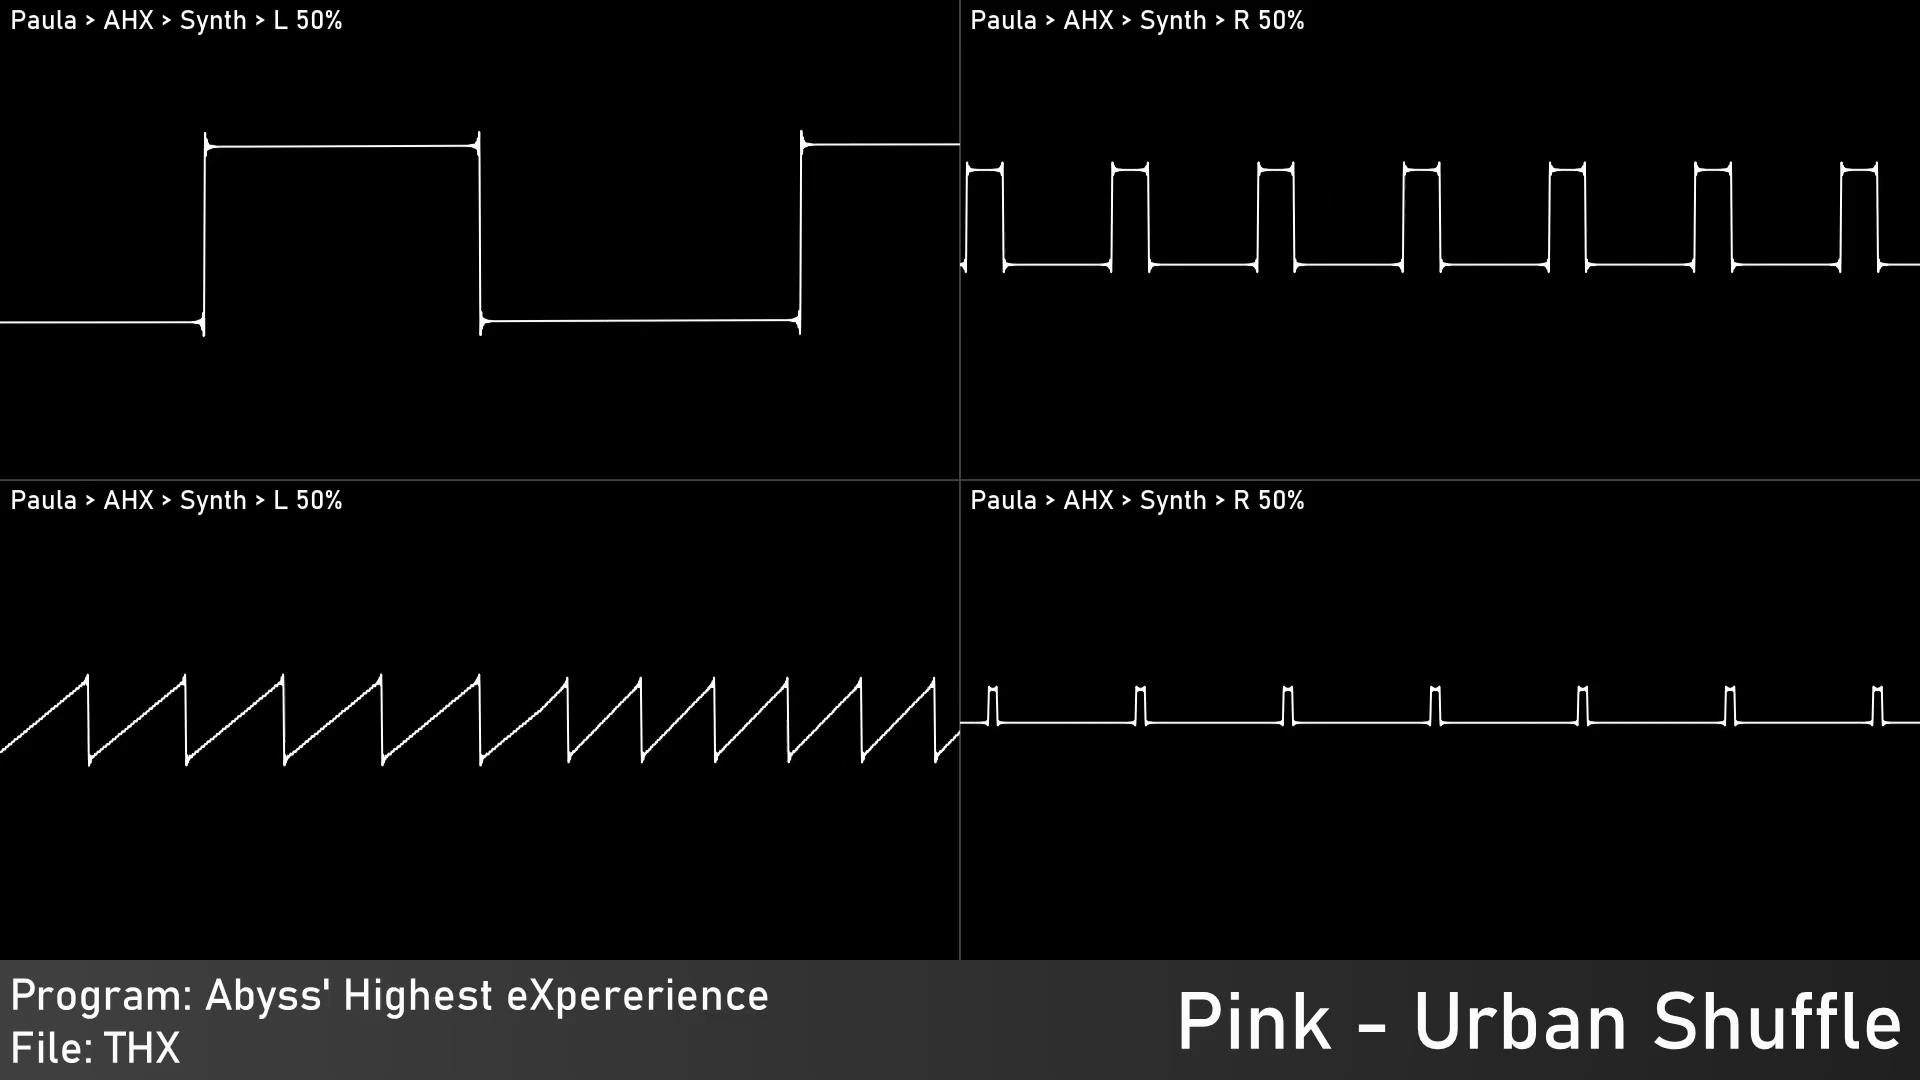 Paula > AHX > Synth > L 50%
Paula > AHX > Synth > R 50%
Paula > AHX > Synth > L 50%
Paula > AHX > Synth > R 50%
Program: Abyss' Highest eXpererience
File: THX
Pink - Urban Shuffle